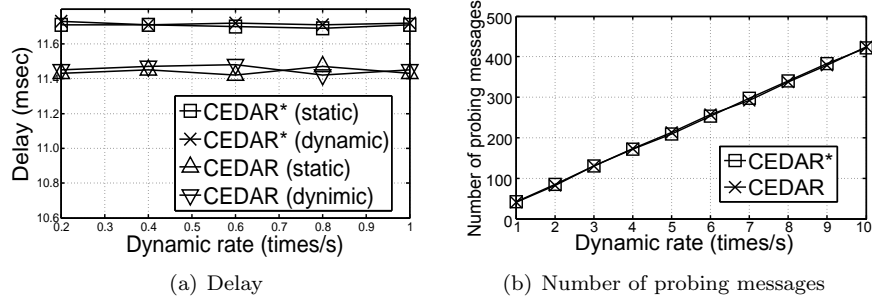 11.8
11.6
11.4
11.2
11.0
10.8
10.6
Delay (msec)
CEDAR* (static)
CEDAR* (dynamic)
CEDAR (static)
CEDAR (dynimic)
0.2 0.3 0.4 0.5 0.6 0.7 0.8 0.9 1
Dynamic rate (times/s)
(a) Delay
500
400
300
200
100
0
Number of probing messages
CEDAR*
CEDAR
1 2 3 4 5 6 7 8 9 10
Dynamic rate (times/s)
(b) Number of probing messages